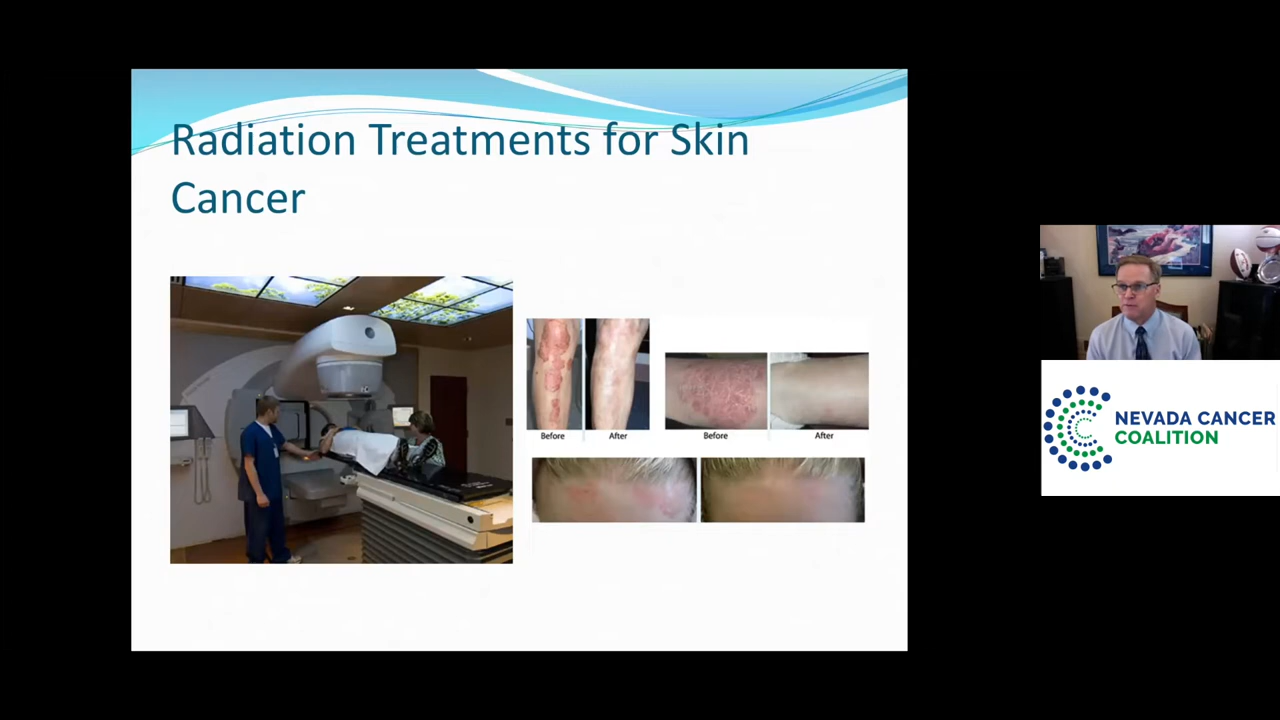 Radiation Treatments for Skin
Cancer
Before
After
Before
After
NEVADA CANCER
COALITION